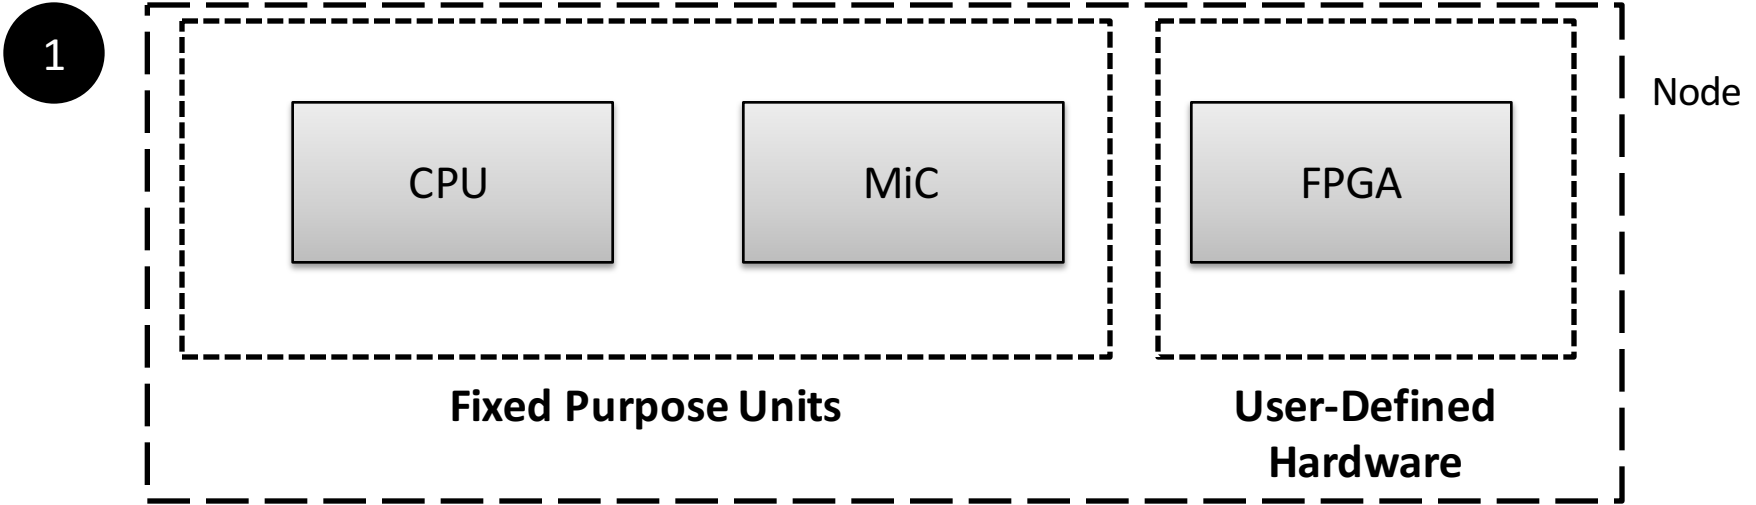 1
Node
CPU
MiC
FPGA
Fixed Purpose Units
User-Defined
Hardware